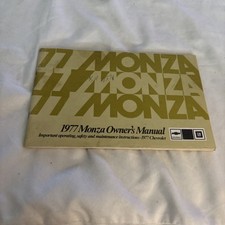 77 MONZA
77 MONZA
77 MONZA
1977 Monza Owner's Manual
Important operating, safety and maintenance instructions 1977 Chevrolet